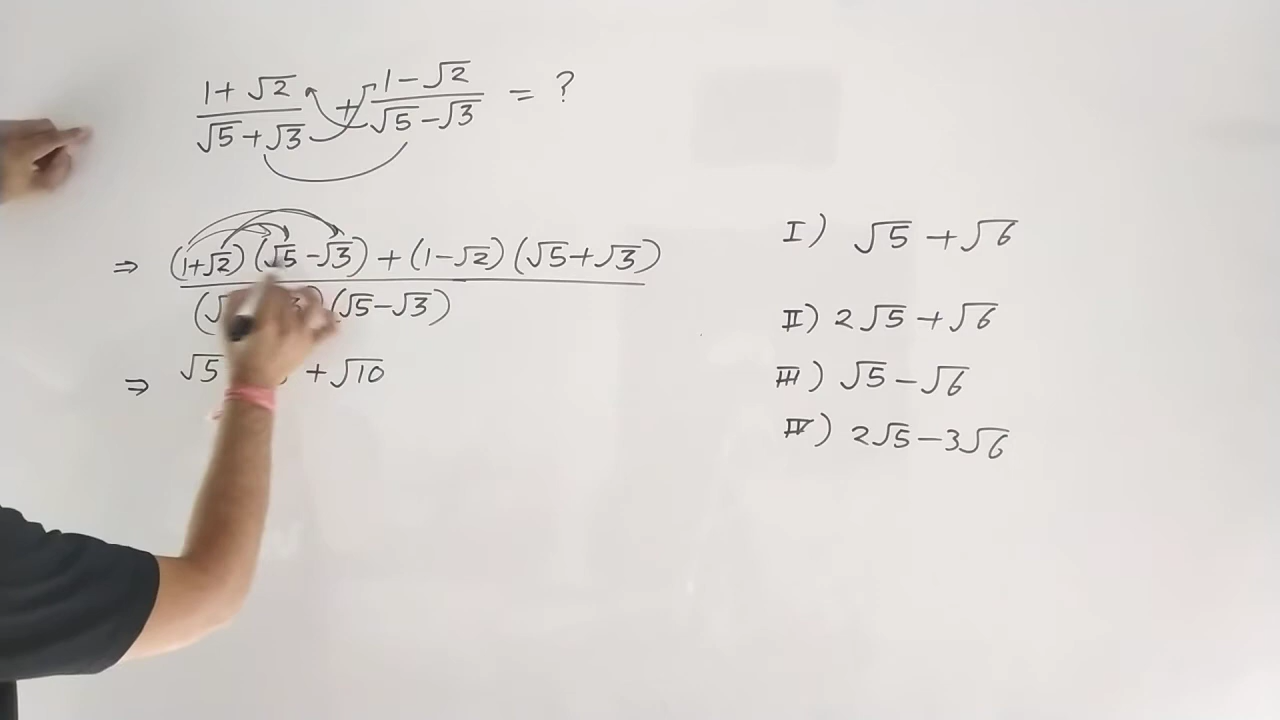 (1+√2)/(√5+√3) + (1-√2)/(√5-√3) = ?
⇒ ((1+√2)(√5-√3)+(1-√2)(√5+√3))/((√ 3)(√5-√3))
⇒ √5 +√10
I) √5+√6
II) 2√5+√6
III) √5-√6
IV) 2√5-3√6